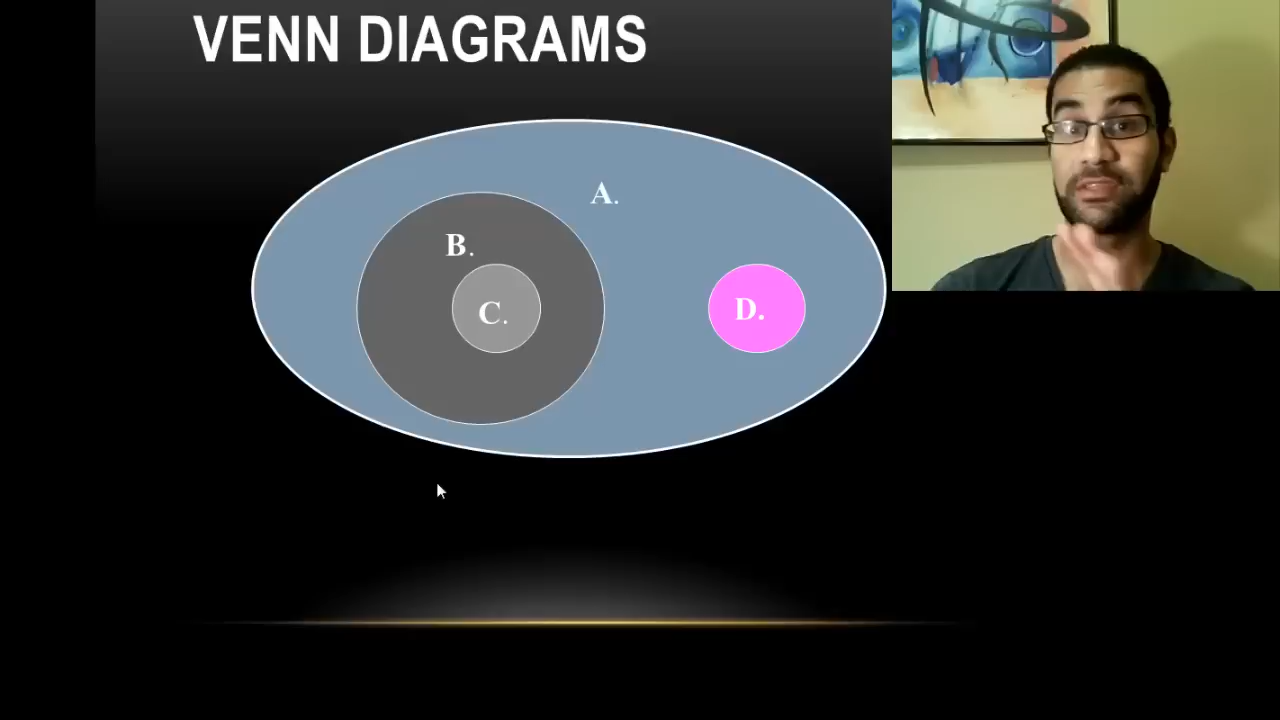 VENN DIAGRAMS
A.
B.
C.
D.